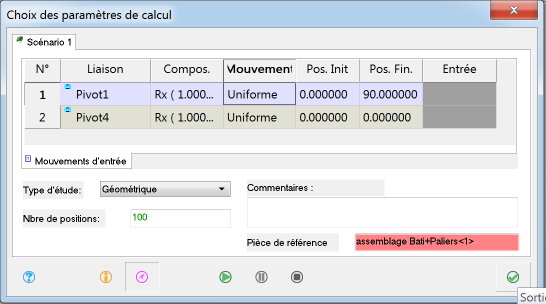 Choix des paramètres de calcul
Scénario 1
N° Liaison Compos. Mouvement Pos. Init Pos. Fin. Entrée
1 Pivot1 Rx ( 1.000... Uniforme 0.000000 90.000000
2 Pivot4 Rx ( 1.000... Uniforme 0.000000 0.000000
Mouvements d'entrée
Type d'étude: Géométrique Commentaires :
Nbre de positions: 100
Pièce de référence assemblage Bati+Paliers<1>
Sortie